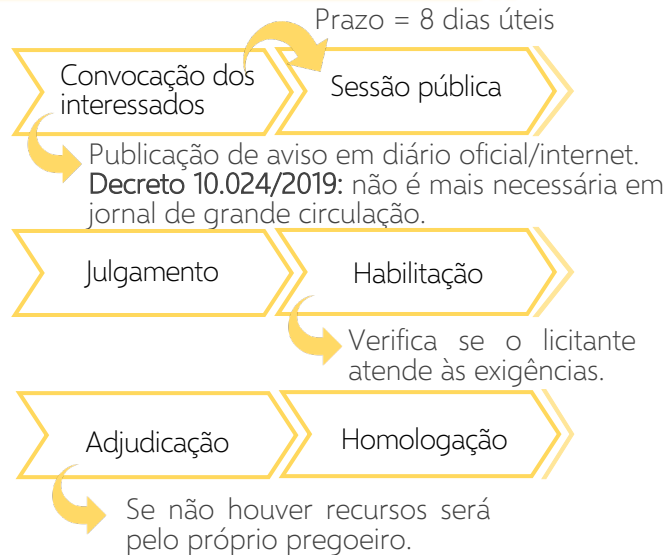 Prazo = 8 dias úteis
Convocação dos
interessados
Sessão pública
Publicação de aviso em diário oficial/internet.
Decreto 10.024/2019: não é mais necessária em
jornal de grande circulação.
Julgamento
Habilitação
Verifica se o licitante
atende às exigências.
Adjudicação
Homologação
Se não houver recursos será
pelo próprio pregoeiro.